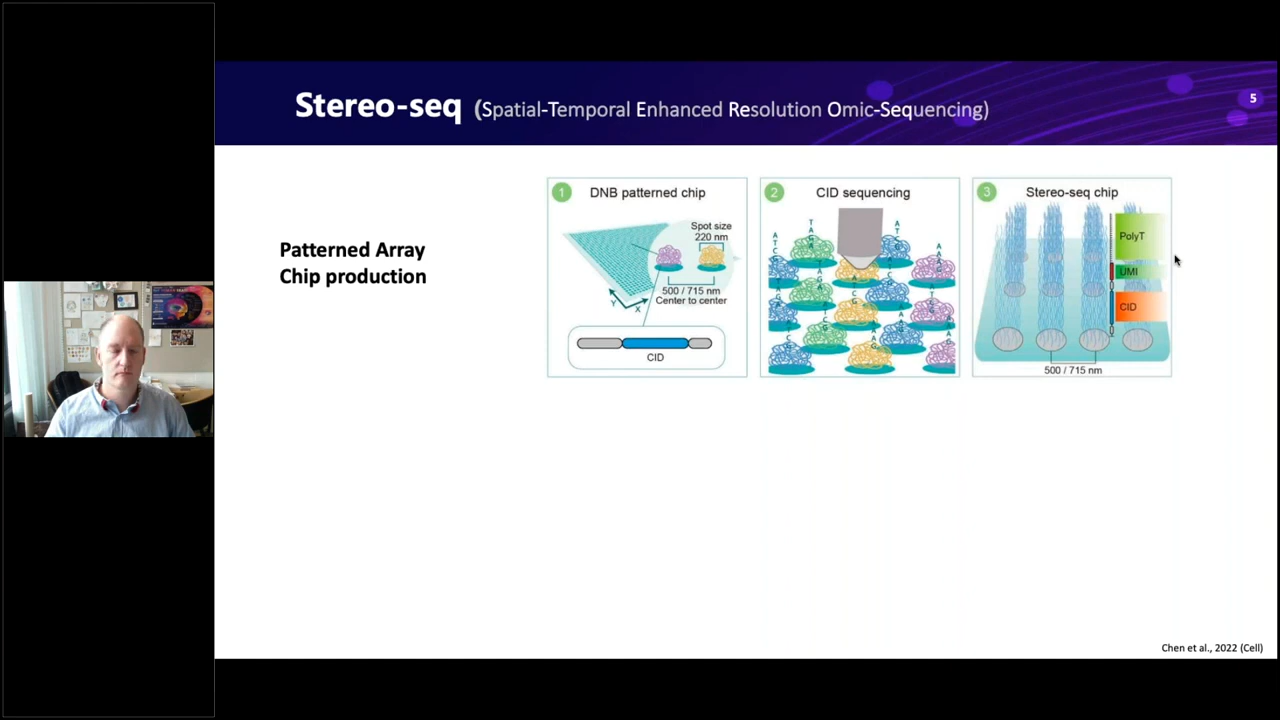 Stereo-seq (Spatial-Temporal Enhanced Resolution Omic-Sequencing)
5
Patterned Array
Chip production
1
DNB patterned chip
Spot size
220 nm
500 / 715 nm
Center to center
Y
X
CID
2
CID sequencing
3
Stereo-seq chip
PolyT
UMI
CID
500 / 715 nm
Chen et al., 2022 (Cell)